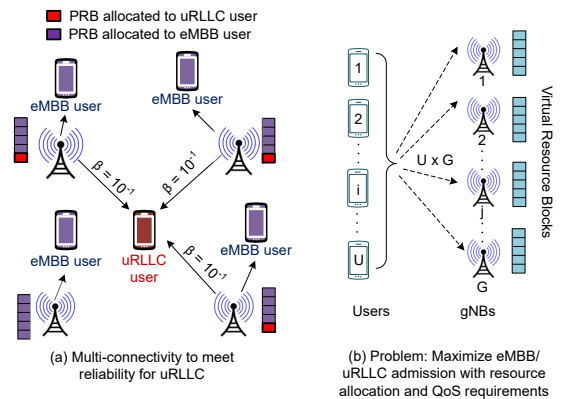 PRB allocated to uRLLC user
PRB allocated to eMBB user
eMBB user
eMBB user
β = 10⁻¹
β = 10⁻¹
eMBB user
uRLLC
user
β = 10⁻¹
eMBB user
(a) Multi-connectivity to meet
reliability for uRLLC
1
2
i
U
Users
U x G
1
2
j
G
gNBs
Virtual Resource Blocks
(b) Problem: Maximize eMBB/
uRLLC admission with resource
allocation and QoS requirements